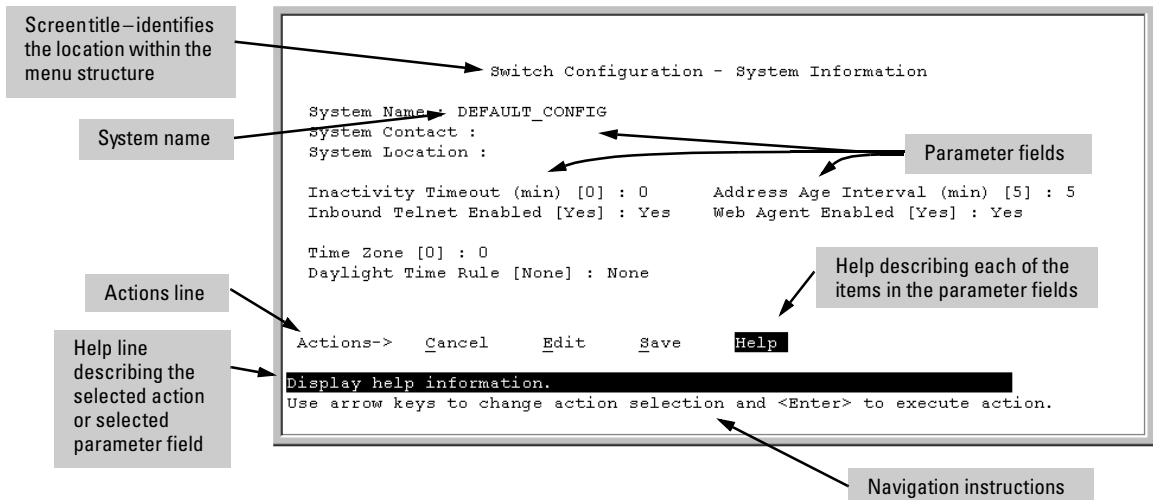 Screen title – identifies
the location within the
menu structure
Switch Configuration - System Information
System Name : DEFAULT_CONFIG
System Contact :
System Location :
System name
Parameter fields
Inactivity Timeout (min) [0] : 0 Address Age Interval (min) [5] : 5
Inbound Telnet Enabled [Yes] : Yes Web Agent Enabled [Yes] : Yes
Time Zone [0] : 0
Daylight Time Rule [None] : None
Help describing each of the
items in the parameter fields
Actions line
Actions-> Cancel Edit Save Help
Help line
describing the
selected action
or selected
parameter field
Display help information.
Use arrow keys to change action selection and <Enter> to execute action.
Navigation instructions